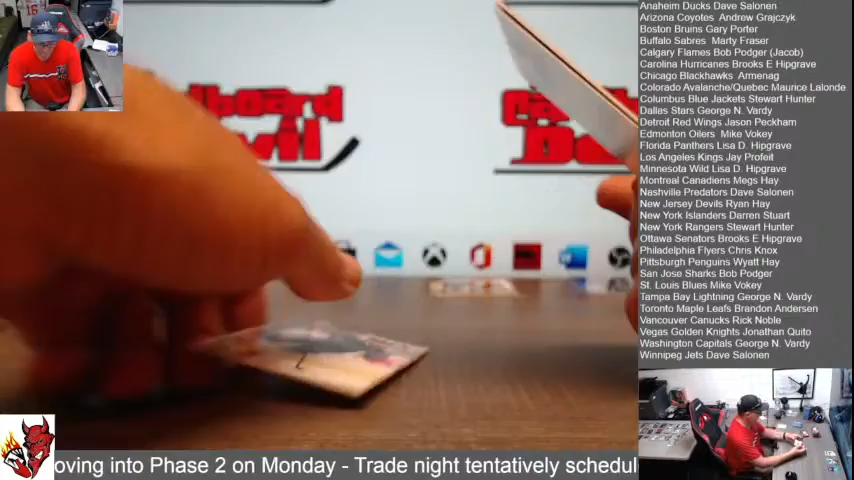 Anaheim Ducks Dave Salonen
Arizona Coyotes Andrew Grajczyk
Boston Bruins Gary Porter
Buffalo Sabres Marty Fraser
Calgary Flames Bob Podger (Jacob)
Carolina Hurricanes Brooks E Hipgrave
Chicago Blackhawks Armenag
Colorado Avalanche/Quebec Maurice Lalonde
Columbus Blue Jackets Stewart Hunter
Dallas Stars George N. Vardy
Detroit Red Wings Jason Peckham
Edmonton Oilers Mike Vokey
Florida Panthers Lisa D. Hipgrave
Los Angeles Kings Jay Profeit
Minnesota Wild Lisa D. Hipgrave
Montreal Canadiens Megs Hay
Nashville Predators Dave Salonen
New Jersey Devils Ryan Hay
New York Islanders Darren Stuart
New York Rangers Stewart Hunter
Ottawa Senators Brooks E Hipgrave
Philadelphia Flyers Chris Knox
Pittsburgh Penguins Wyatt Hay
San Jose Sharks Bob Podger
St. Louis Blues Mike Vokey
Tampa Bay Lightning George N. Vardy
Toronto Maple Leafs Brandon Andersen
Vancouver Canucks Rick Noble
Vegas Golden Knights Jonathan Quito
Washington Capitals George N. Vardy
Winnipeg Jets Dave Salonen
oving into Phase 2 on Monday - Trade night tentatively schedul